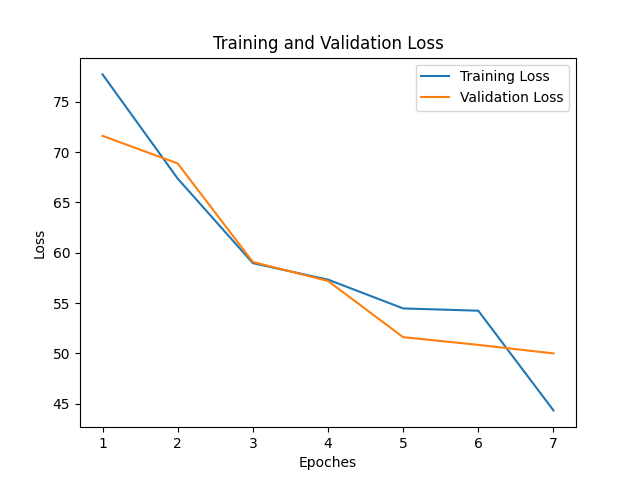 Training and Validation Loss
Training Loss
Validation Loss
75
70
65
60
55
50
45
Loss
1 2 3 4 5 6 7
Epoches